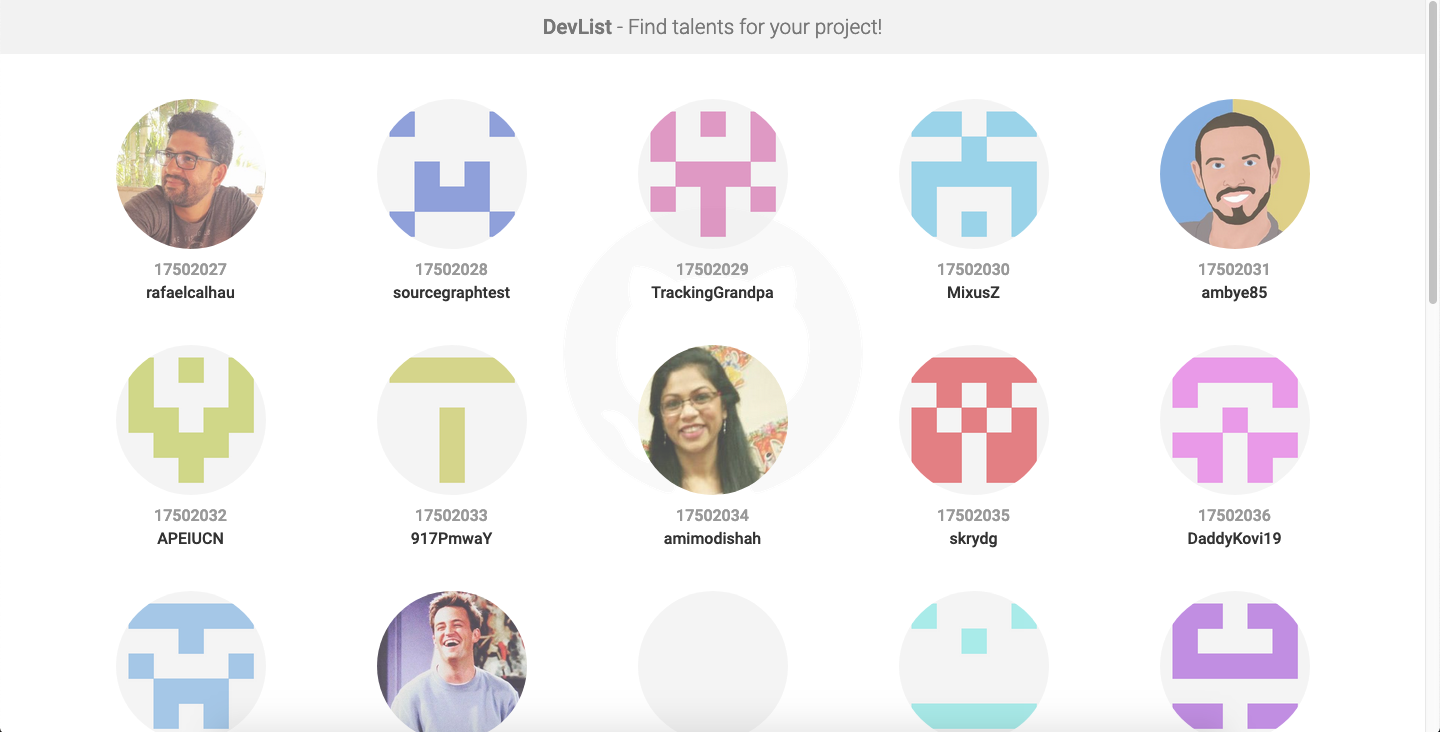 DevList - Find talents for your project!
17502027
rafaelcalhau
17502028
sourcegraphtest
17502029
TrackingGrandpa
17502030
MixusZ
17502031
ambye85
17502032
APEIUCN
17502033
917PmwaY
17502034
amimodishah
17502035
skrydg
17502036
DaddyKovi19